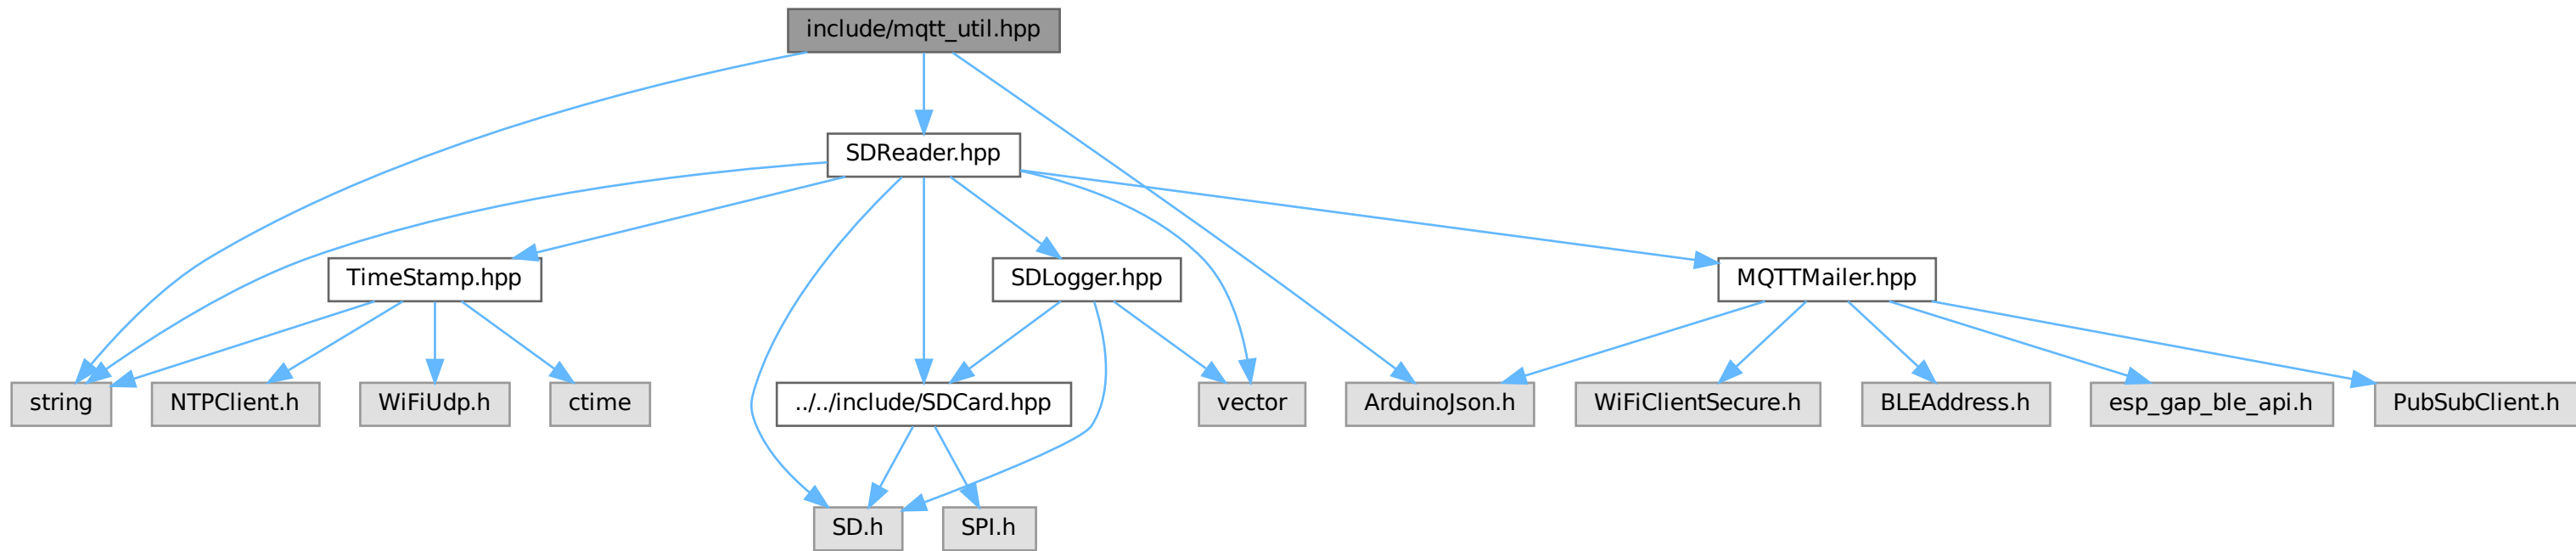 include/mqtt_util.hpp
SDReader.hpp
TimeStamp.hpp
SDLogger.hpp
MQTTMailer.hpp
string
NTPClient.h
WiFiUdp.h
ctime
../../include/SDCard.hpp
vector
ArduinoJson.h
WiFiClientSecure.h
BLEAddress.h
esp_gap_ble_api.h
PubSubClient.h
SD.h
SPI.h